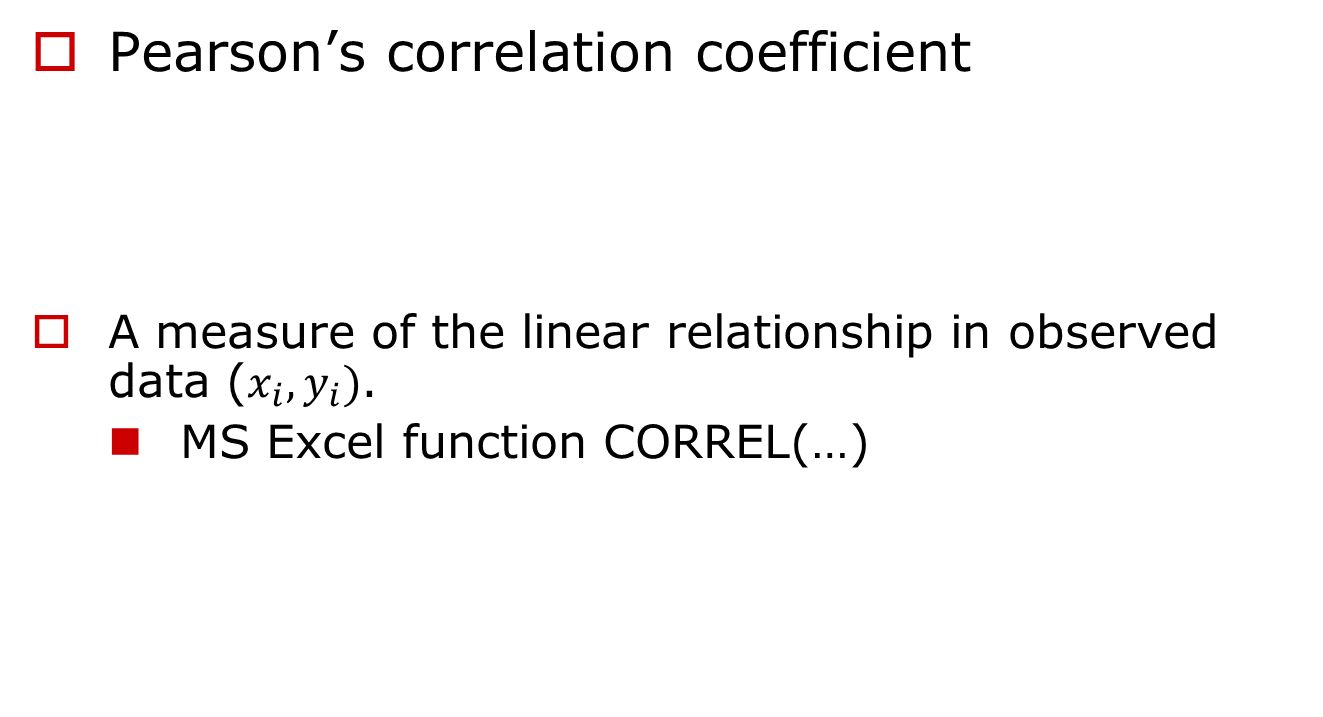 Pearson’s correlation coefficient
A measure of the linear relationship in observed
data (𝑥ᵢ, 𝑦ᵢ).
MS Excel function CORREL(…)